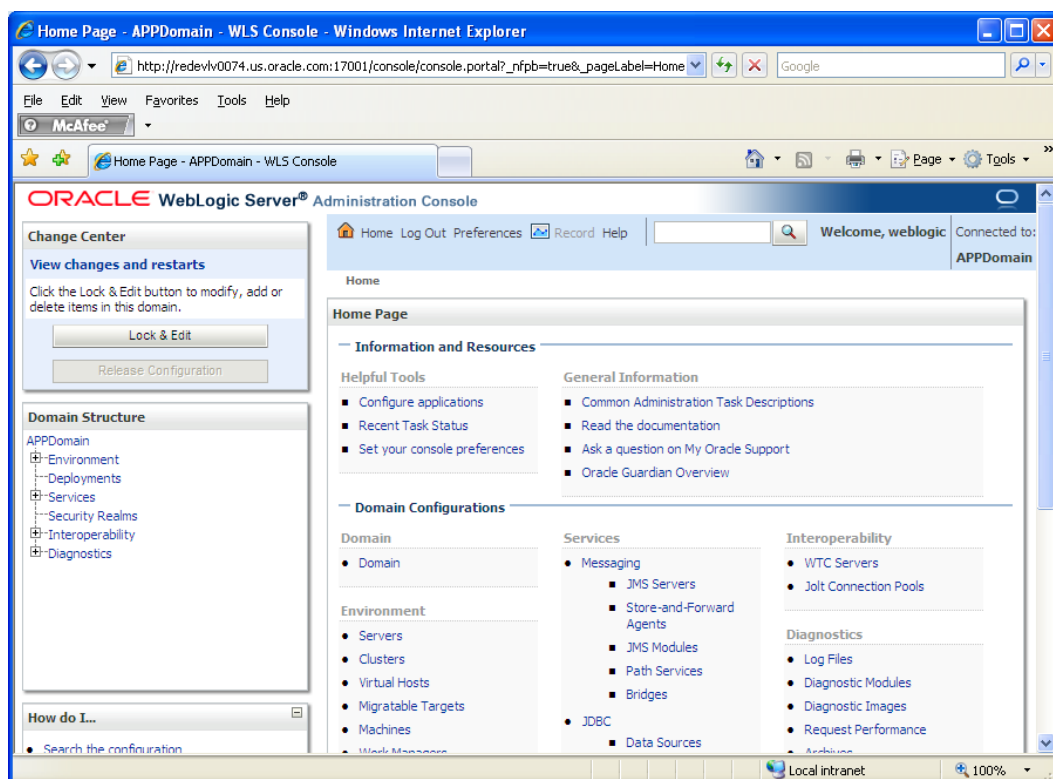 Home Page - APPDomain - WLS Console - Windows Internet Explorer
http://redevlv0074.us.oracle.com:17001/console/console.portal?_nfpb=true&_pageLabel=Home
Google
File Edit View Favorites Tools Help
McAfee
Home Page - APPDomain - WLS Console
Page
Tools
ORACLE WebLogic Server® Administration Console
Change Center
View changes and restarts
Click the Lock & Edit button to modify, add or
delete items in this domain.
Lock & Edit
Release Configuration
Domain Structure
APPDomain
Environment
Deployments
Services
Security Realms
Interoperability
Diagnostics
How do I...
Search the configuration
Home Log Out Preferences Record Help
Welcome, weblogic
Connected to:
APPDomain
Home
Home Page
Information and Resources
Helpful Tools
Configure applications
Recent Task Status
Set your console preferences
General Information
Common Administration Task Descriptions
Read the documentation
Ask a question on My Oracle Support
Oracle Guardian Overview
Domain Configurations
Domain
Domain
Environment
Servers
Clusters
Virtual Hosts
Migratable Targets
Machines
Work Managers
Services
Messaging
JMS Servers
Store-and-Forward
Agents
JMS Modules
Path Services
Bridges
JDBC
Data Sources
Interoperability
WTC Servers
Jolt Connection Pools
Diagnostics
Log Files
Diagnostic Modules
Diagnostic Images
Request Performance
Archives
Local intranet
100%